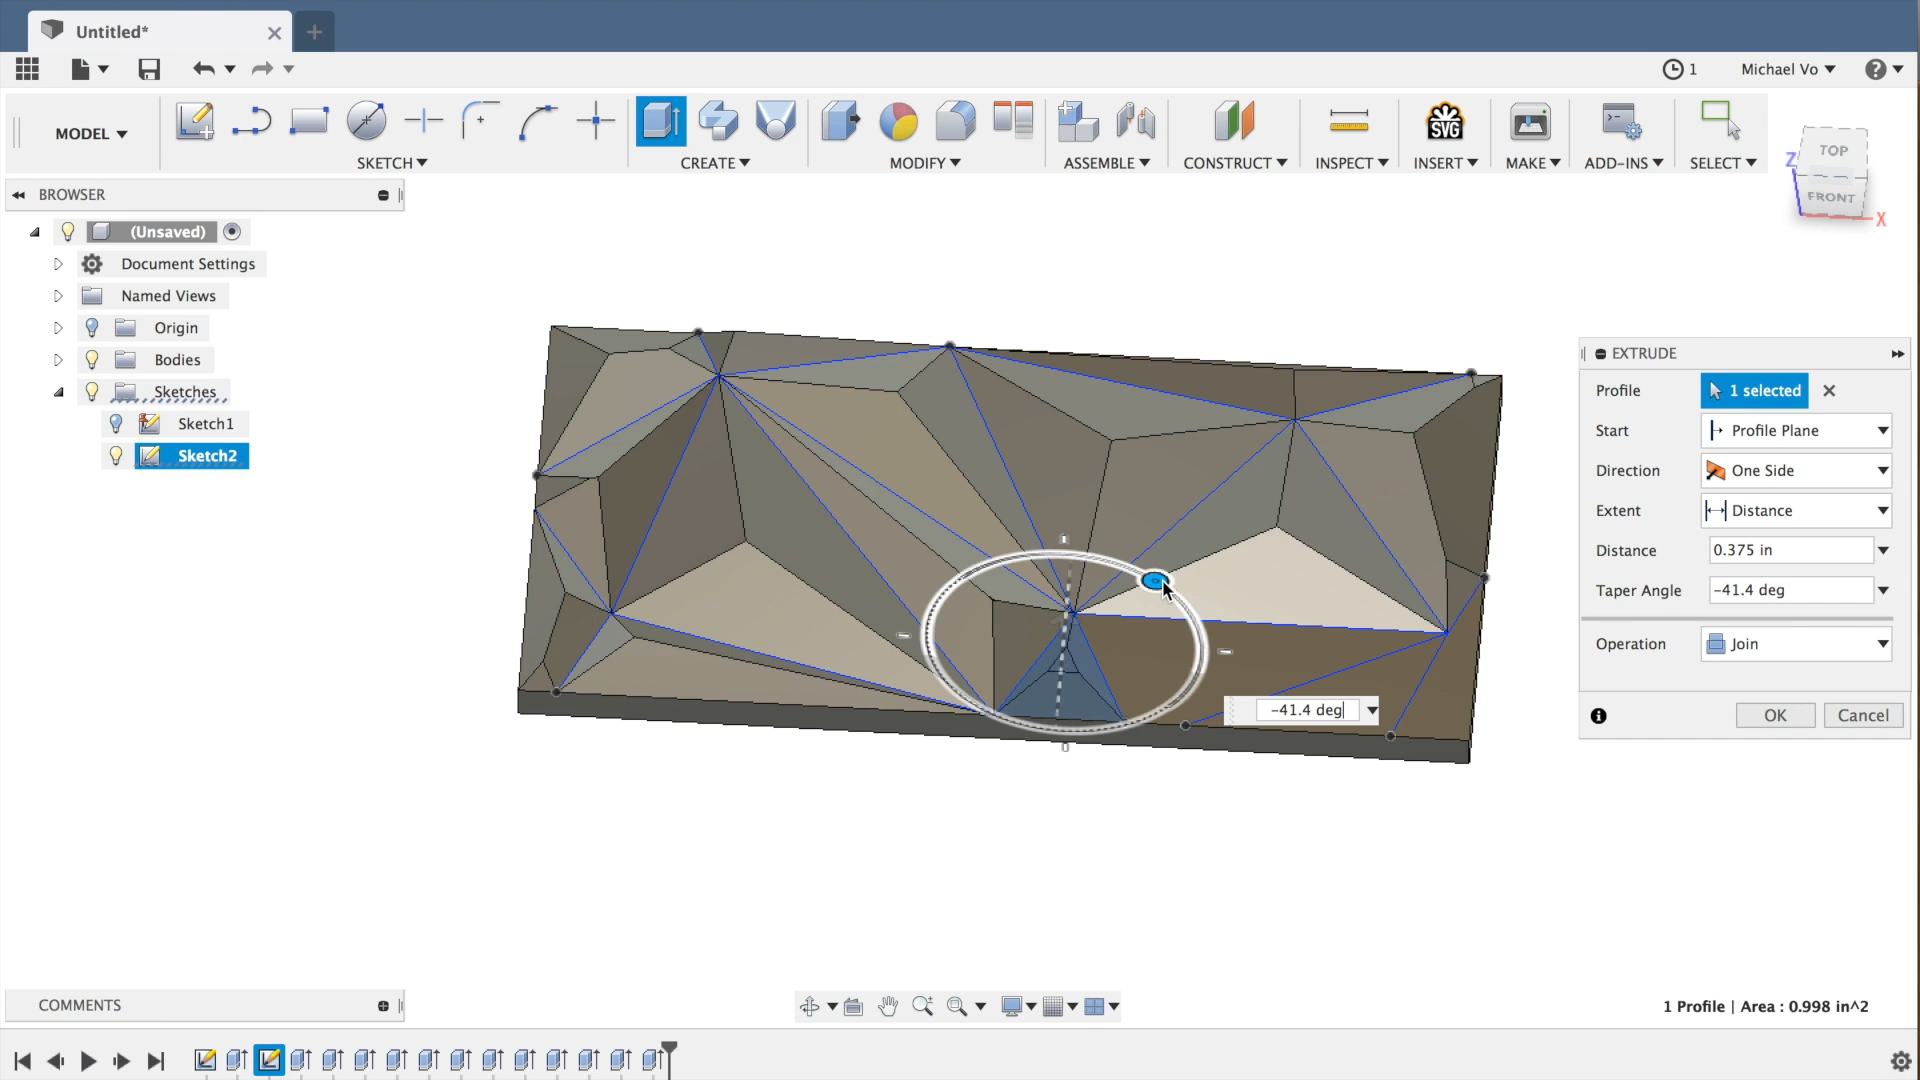 Untitled*
1 Michael Vo
MODEL
SKETCH CREATE MODIFY ASSEMBLE CONSTRUCT INSPECT INSERT MAKE ADD-INS SELECT
SVG
TOP
FRONT
Z
X
BROWSER
(Unsaved)
Document Settings
Named Views
Origin
Bodies
Sketches
Sketch1
Sketch2
EXTRUDE
Profile 1 selected
Start Profile Plane
Direction One Side
Extent Distance
Distance 0.375 in
Taper Angle -41.4 deg
Operation Join
OK Cancel
-41.4 deg
COMMENTS
1 Profile | Area : 0.998 in^2